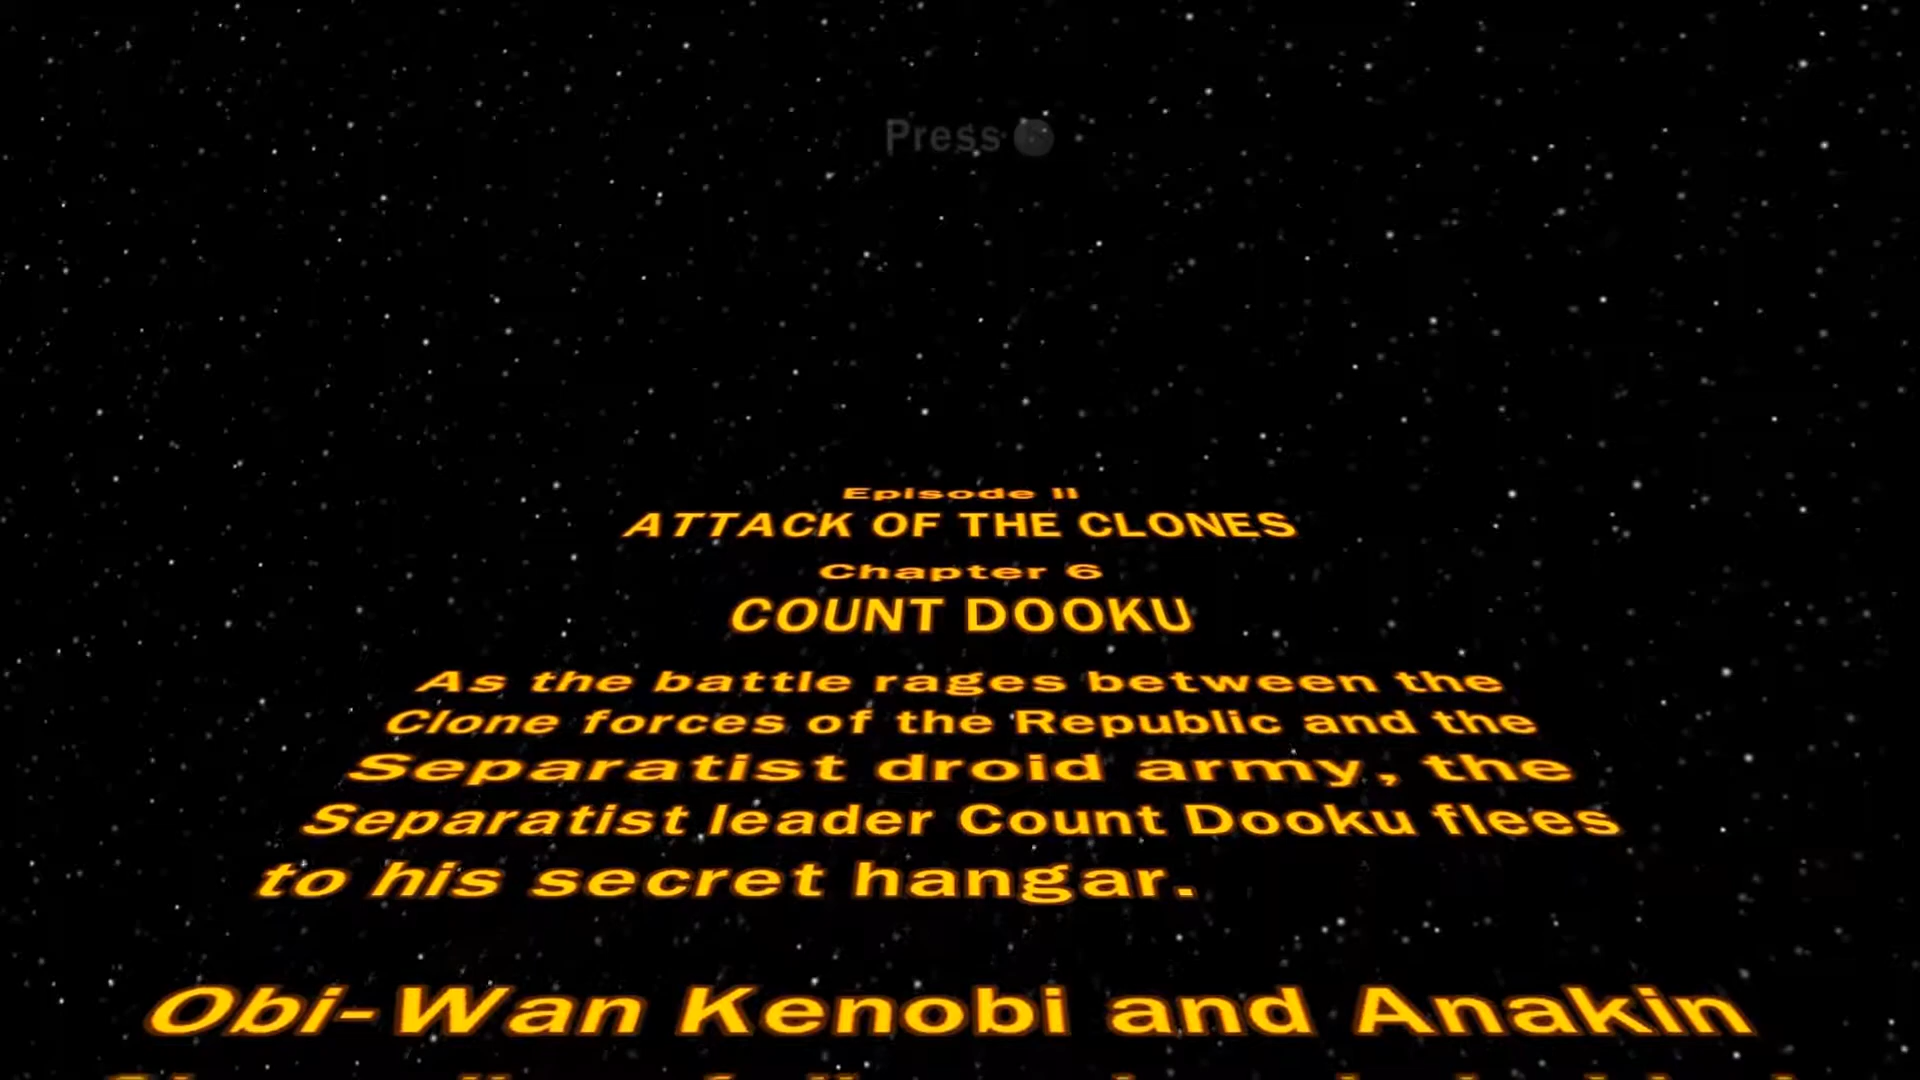 Press
Episode II
ATTACK OF THE CLONES
Chapter 6
COUNT DOOKU
As the battle rages between the
Clone forces of the Republic and the
Separatist droid army, the
Separatist leader Count Dooku flees
to his secret hangar.
Obi-Wan Kenobi and Anakin